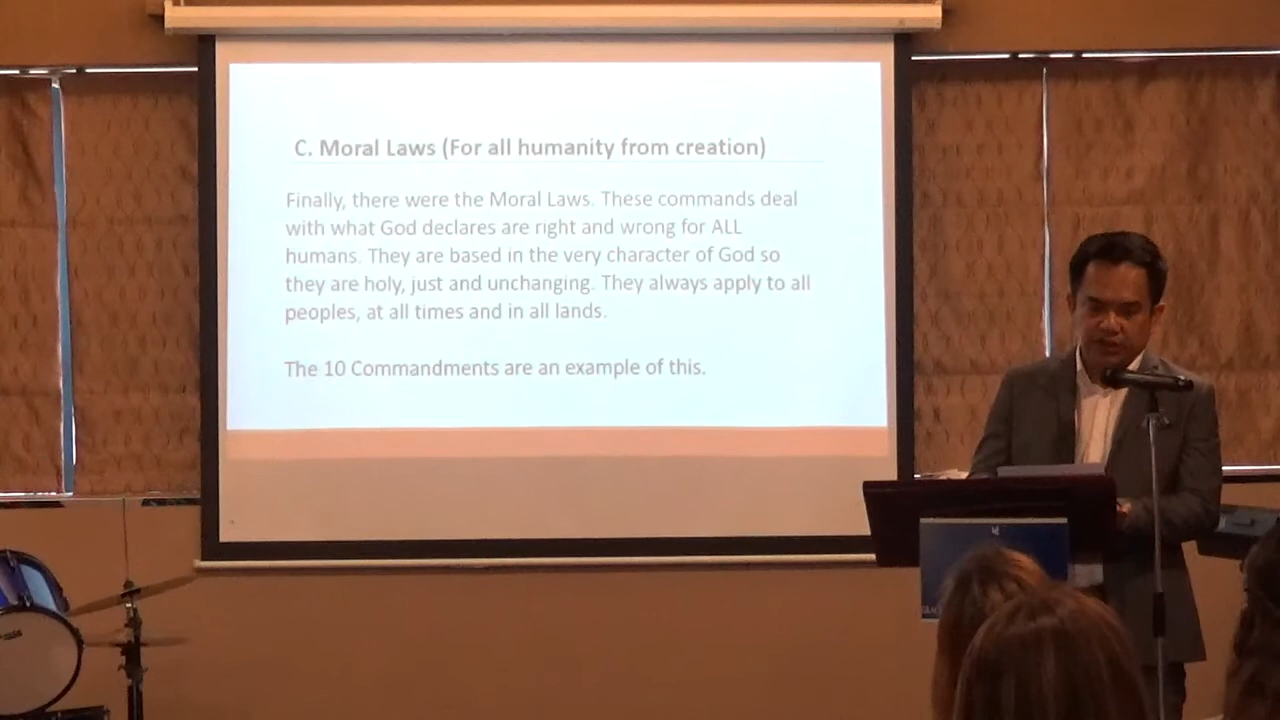 C. Moral Laws (For all humanity from creation)
Finally, there were the Moral Laws. These commands deal
with what God declares are right and wrong for ALL
humans. They are based in the very character of God so
they are holy, just and unchanging. They always apply to all
peoples, at all times and in all lands.
The 10 Commandments are an example of this.